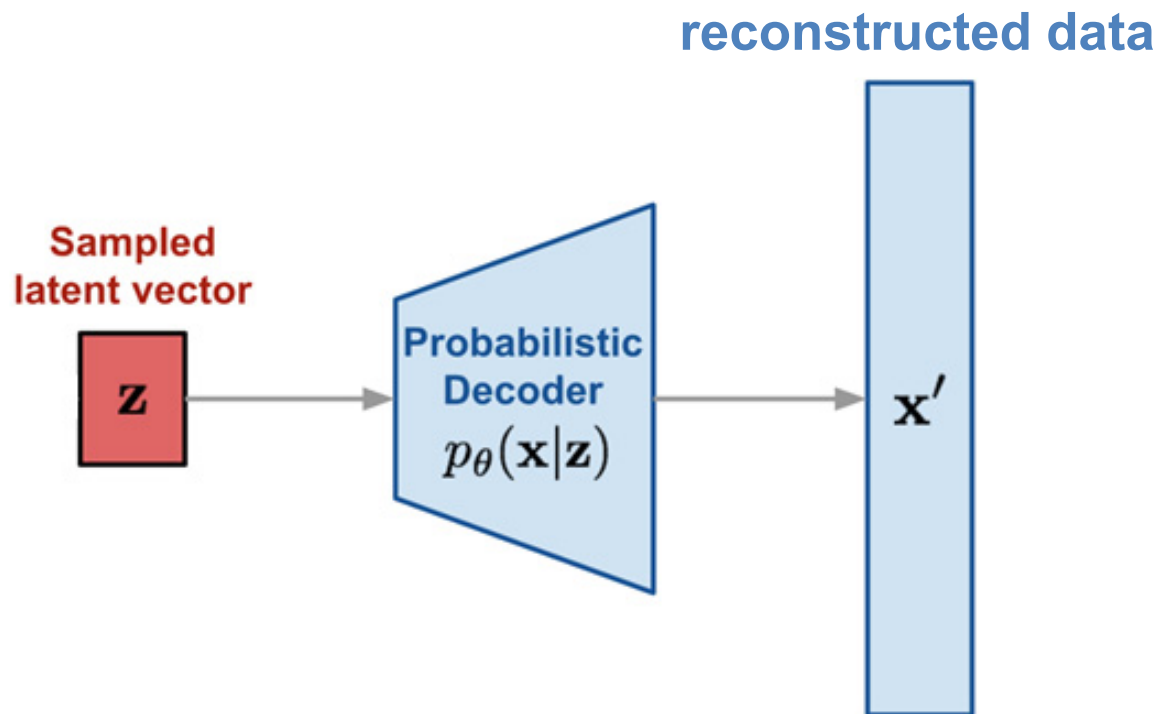 reconstructed data
Sampled
latent vector
z
Probabilistic
Decoder
pθ(x|z)
x′